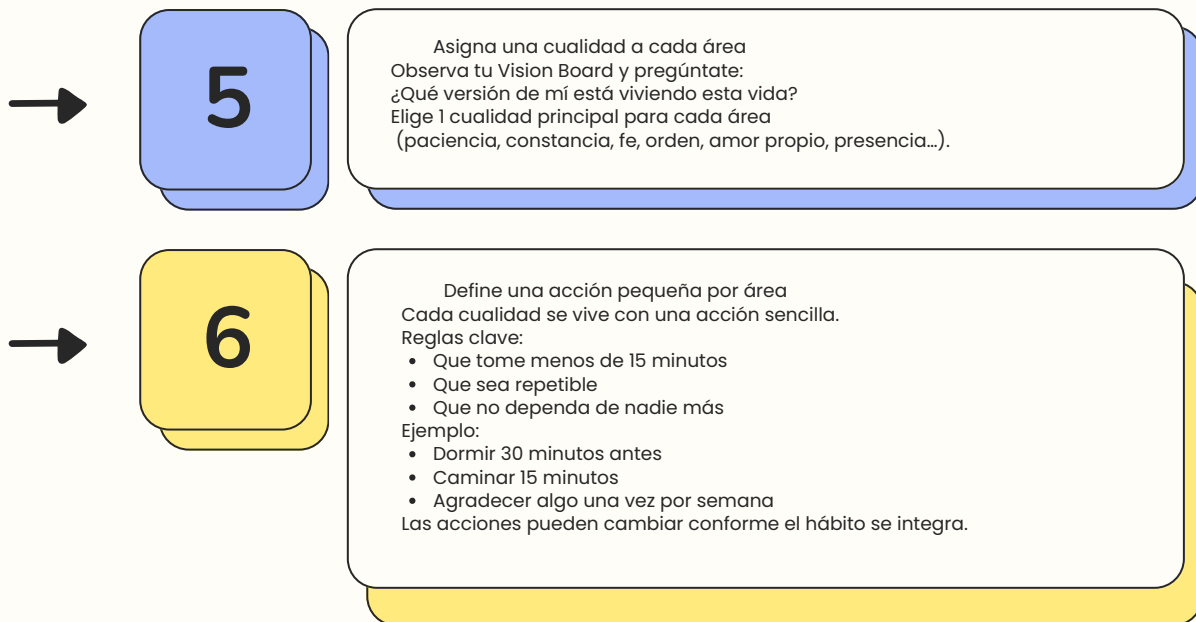 5
Asigna una cualidad a cada área
Observa tu Vision Board y pregúntate:
¿Qué versión de mí está viviendo esta vida?
Elige 1 cualidad principal para cada área
(paciencia, constancia, fe, orden, amor propio, presencia...).
6
Define una acción pequeña por área
Cada cualidad se vive con una acción sencilla.
Reglas clave:
• Que tome menos de 15 minutos
• Que sea repetible
• Que no dependa de nadie más
Ejemplo:
• Dormir 30 minutos antes
• Caminar 15 minutos
• Agradecer algo una vez por semana
Las acciones pueden cambiar conforme el hábito se integra.